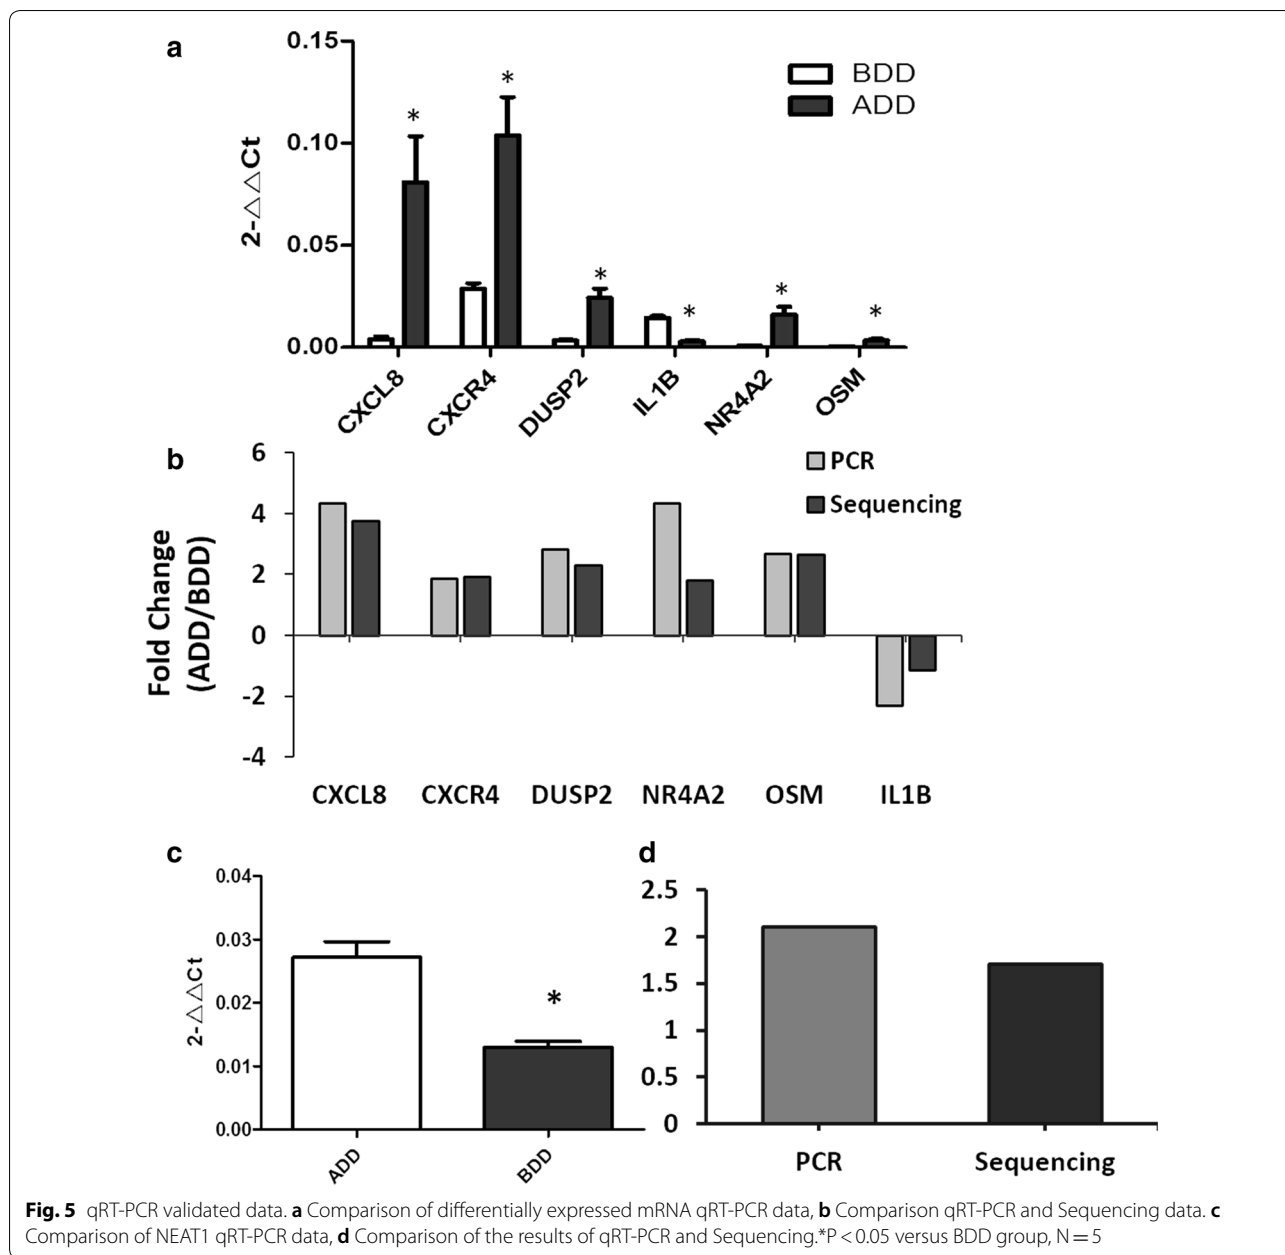 a
0.15
0.10
0.05
0.00
2-△△Ct
BDD
ADD
*
*
*
*
*
*
CXCL8
CXCR4
DUSP2
IL1B
NR4A2
OSM
b
6
4
2
0
-2
-4
Fold Change
(ADD/BDD)
PCR
Sequencing
CXCL8 CXCR4 DUSP2 NR4A2 OSM IL1B
c
0.04
0.03
0.02
0.01
0.00
2-△△Ct
*
ADD
BDD
d
2.5
2
1.5
1
0.5
0
PCR Sequencing
Fig. 5 qRT-PCR validated data. a Comparison of differentially expressed mRNA qRT-PCR data, b Comparison qRT-PCR and Sequencing data. c
Comparison of NEAT1 qRT-PCR data, d Comparison of the results of qRT-PCR and Sequencing.*P < 0.05 versus BDD group, N = 5